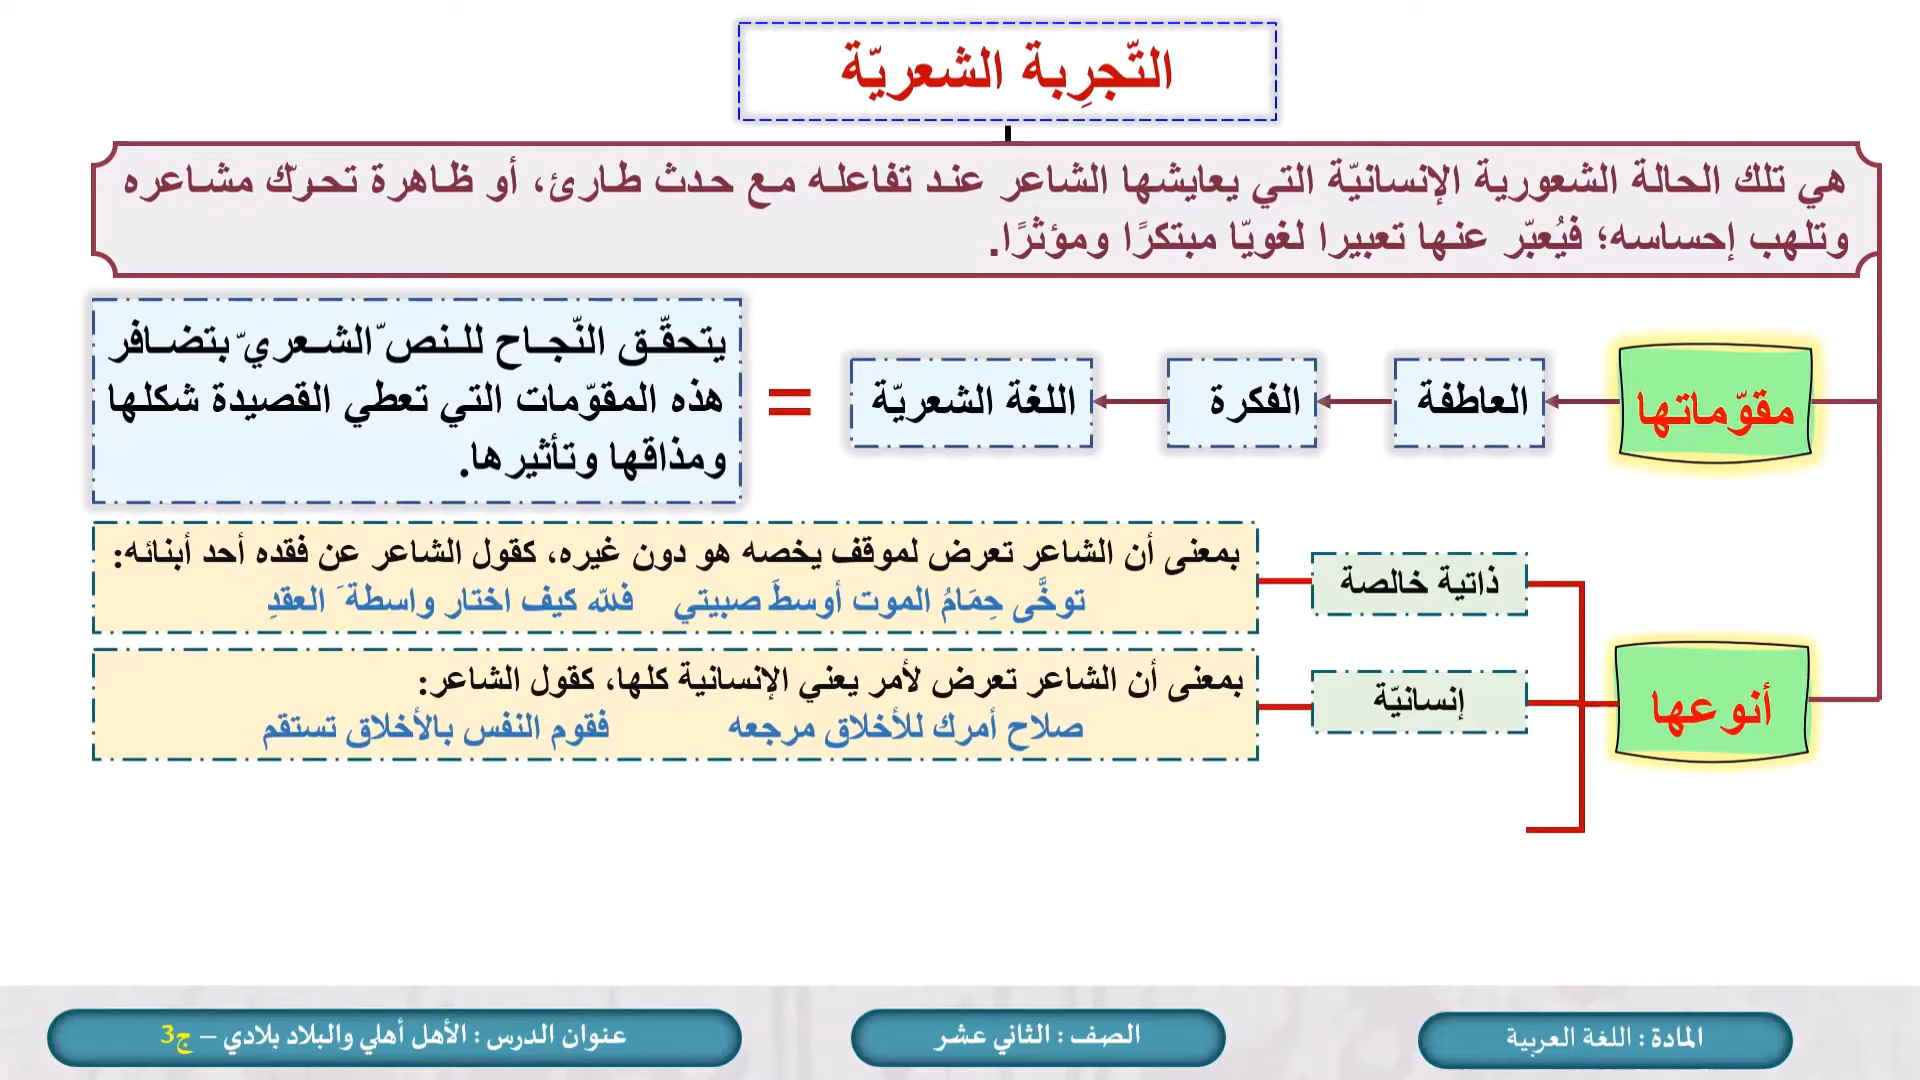 التّجرِبة الشعريّة
هي تلك الحالة الشعورية الإنسانيّة التي يعايشها الشاعر عند تفاعله مع حدث طارئ، أو ظاهرة تحرّك مشاعره
وتلهب إحساسه؛ فيُعبّر عنها تعبيرا لغويّا مبتكرًا ومؤثرًا.
مقوّماتها
العاطفة
الفكرة
اللغة الشعريّة
=
يتحقّق النّجاح للنصّ الشعريّ بتضافر
هذه المقوّمات التي تعطي القصيدة شكلها
ومذاقها وتأثيرها.
أنوعها
ذاتية خالصة
بمعنى أن الشاعر تعرض لموقف يخصه هو دون غيره، كقول الشاعر عن فقده أحد أبنائه:
توخَّى حِمَامُ الموت أوسطَ صبيتي فلله كيف اختار واسطةَ العقدِ
إنسانيّة
بمعنى أن الشاعر تعرض لأمر يعني الإنسانية كلها، كقول الشاعر:
صلاح أمرك للأخلاق مرجعه فقوم النفس بالأخلاق تستقم
المادة : اللغة العربية
الصف : الثاني عشر
عنوان الدرس : الأهل أهلي والبلاد بلادي – ج3